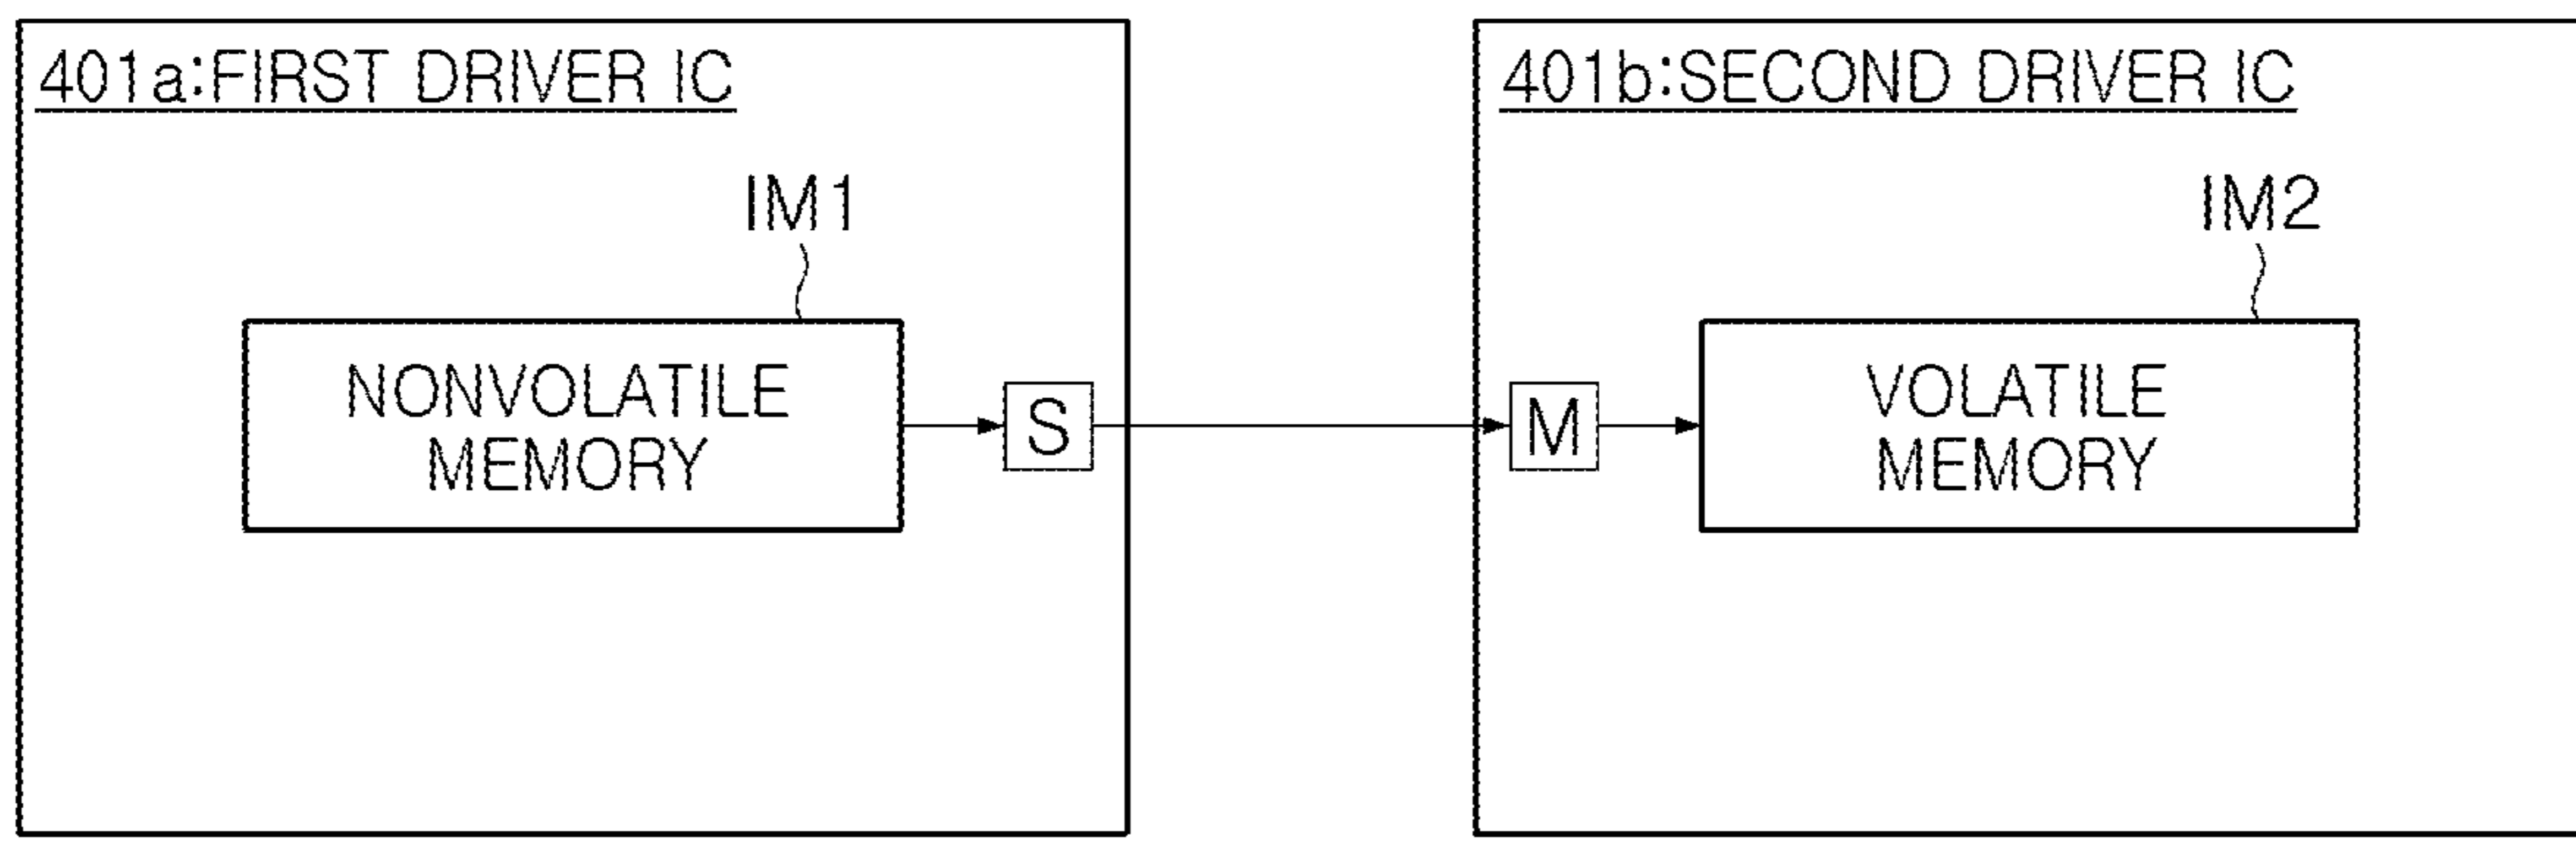 401a:FIRST DRIVER IC
IM1
NONVOLATILE
MEMORY
S
401b:SECOND DRIVER IC
IM2
M
VOLATILE
MEMORY